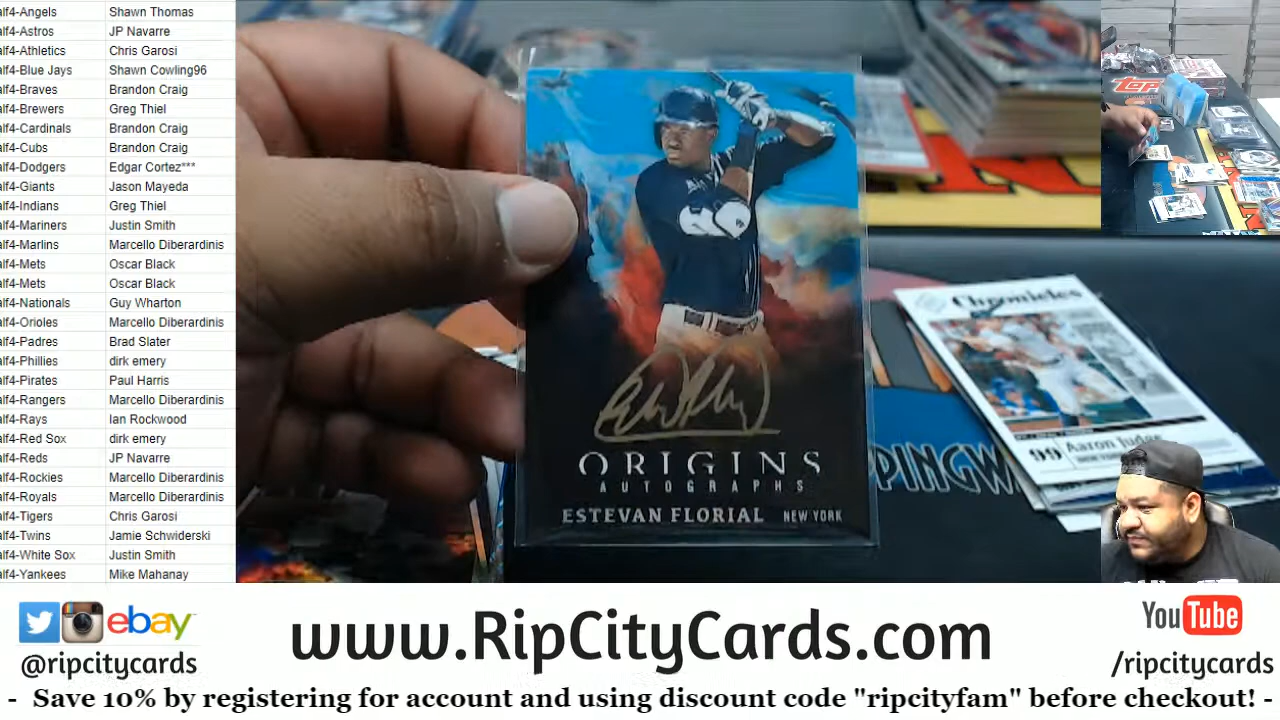 alf4-Angels Shawn Thomas
alf4-Astros JP Navarre
alf4-Athletics Chris Garosi
alf4-Blue Jays Shawn Cowling96
alf4-Braves Brandon Craig
alf4-Brewers Greg Thiel
alf4-Cardinals Brandon Craig
alf4-Cubs Brandon Craig
alf4-Dodgers Edgar Cortez***
alf4-Giants Jason Mayeda
alf4-Indians Greg Thiel
alf4-Mariners Justin Smith
alf4-Marlins Marcello Diberardinis
alf4-Mets Oscar Black
alf4-Mets Oscar Black
alf4-Nationals Guy Wharton
alf4-Orioles Marcello Diberardinis
alf4-Padres Brad Slater
alf4-Phillies dirk emery
alf4-Pirates Paul Harris
alf4-Rangers Marcello Diberardinis
alf4-Rays Ian Rockwood
alf4-Red Sox dirk emery
alf4-Reds JP Navarre
alf4-Rockies Marcello Diberardinis
alf4-Royals Marcello Diberardinis
alf4-Tigers Chris Garosi
alf4-Twins Jamie Schwiderski
alf4-White Sox Justin Smith
alf4-Yankees Mike Mahanay
ORIGINS
AUTOGRAPHS
ESTEVAN FLORIAL NEW YORK
Chronicles
99 Aaron Judge
PINGW
TOPPS
ebay
@ripcitycards
www.RipCityCards.com
YouTube
/ripcitycards
- Save 10% by registering for account and using discount code "ripcityfam" before checkout! -